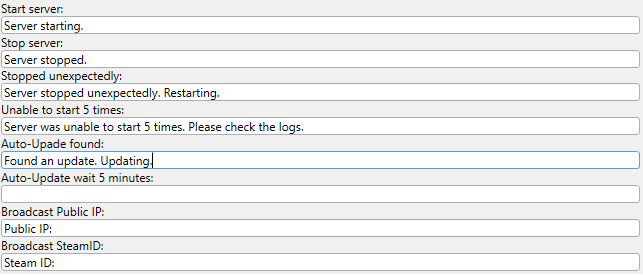 Start server:
Server starting.
Stop server:
Server stopped.
Stopped unexpectedly:
Server stopped unexpectedly. Restarting.
Unable to start 5 times:
Server was unable to start 5 times. Please check the logs.
Auto-Upade found:
Found an update. Updating.
Auto-Update wait 5 minutes:
Broadcast Public IP:
Public IP:
Broadcast SteamID:
Steam ID: